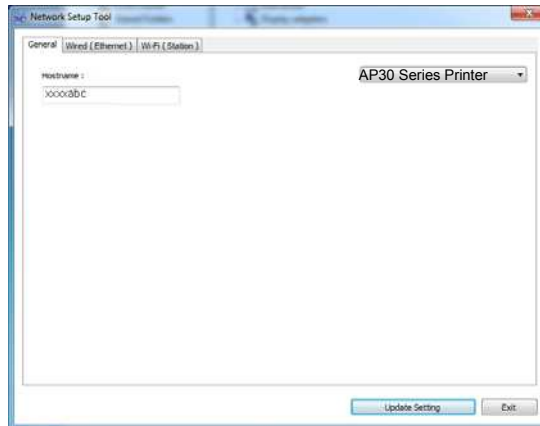 Network Setup Tool
General Wired ( Ethernet ) Wi-Fi ( Station )
Hostname :
AP30 Series Printer
xxxxabc
Update Setting Exit